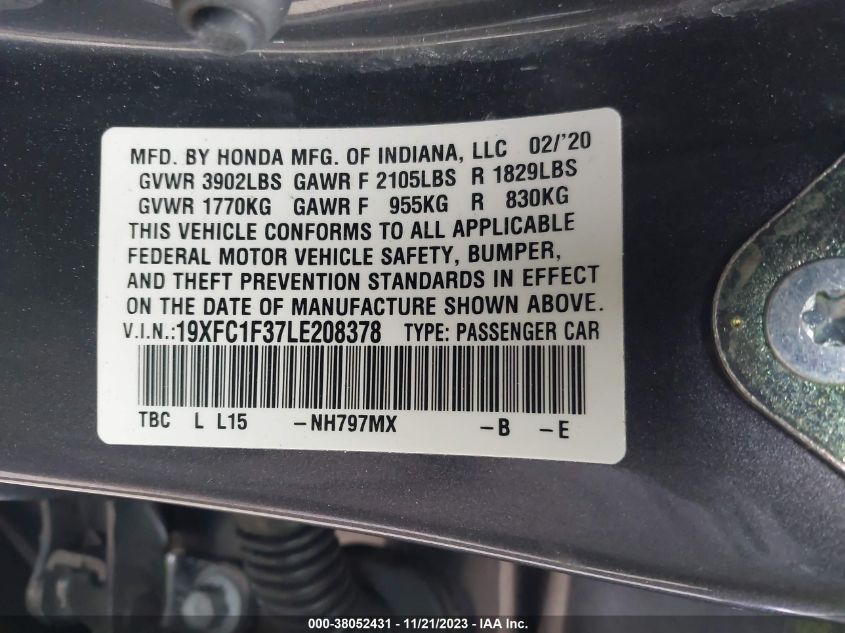 MFD. BY HONDA MFG. OF INDIANA, LLC 02/'20
GVWR 3902LBS GAWR F 2105LBS R 1829LBS
GVWR 1770KG GAWR F 955KG R 830KG
THIS VEHICLE CONFORMS TO ALL APPLICABLE
FEDERAL MOTOR VEHICLE SAFETY, BUMPER,
AND THEFT PREVENTION STANDARDS IN EFFECT
ON THE DATE OF MANUFACTURE SHOWN ABOVE.
V.I.N.:19XFC1F37LE208378 TYPE: PASSENGER CAR
TBC L L15 -NH797MX -B -E
000-38052431 - 11/21/2023 - IAA Inc.